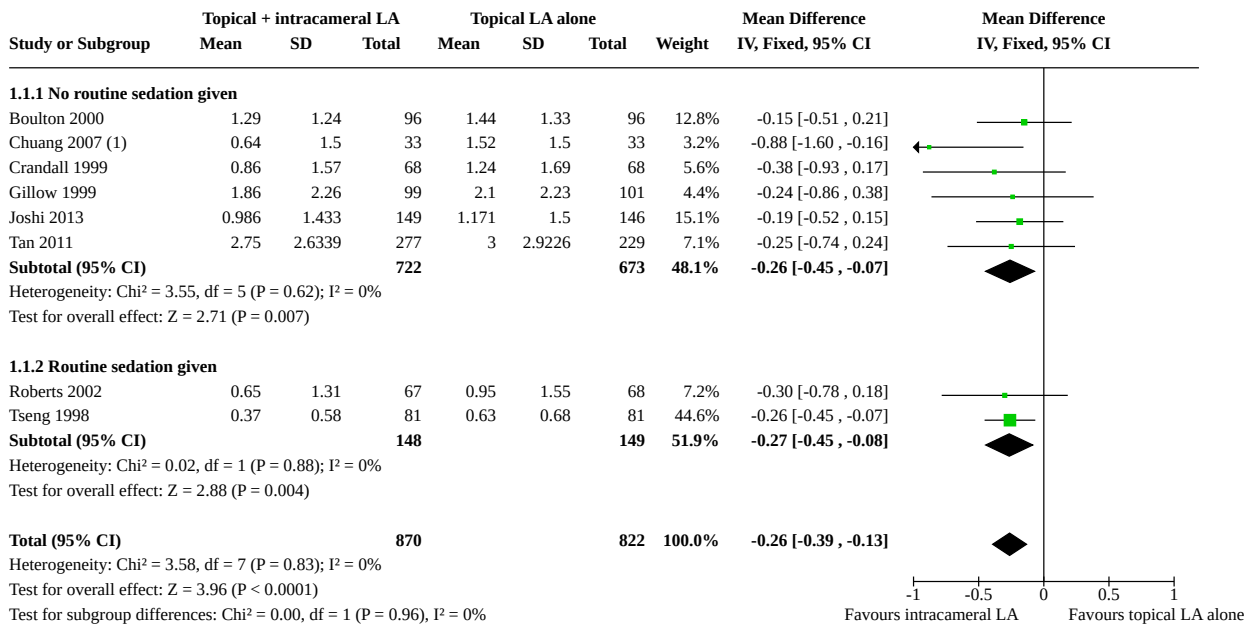 Topical + intracameral LA Topical LA alone Mean Difference Mean Difference
Study or Subgroup Mean SD Total Mean SD Total Weight IV, Fixed, 95% CI IV, Fixed, 95% CI
1.1.1 No routine sedation given
Boulton 2000 1.29 1.24 96 1.44 1.33 96 12.8% -0.15 [-0.51 , 0.21]
Chuang 2007 (1) 0.64 1.5 33 1.52 1.5 33 3.2% -0.88 [-1.60 , -0.16]
Crandall 1999 0.86 1.57 68 1.24 1.69 68 5.6% -0.38 [-0.93 , 0.17]
Gillow 1999 1.86 2.26 99 2.1 2.23 101 4.4% -0.24 [-0.86 , 0.38]
Joshi 2013 0.986 1.433 149 1.171 1.5 146 15.1% -0.19 [-0.52 , 0.15]
Tan 2011 2.75 2.6339 277 3 2.9226 229 7.1% -0.25 [-0.74 , 0.24]
Subtotal (95% CI) 722 673 48.1% -0.26 [-0.45 , -0.07]
Heterogeneity: Chi² = 3.55, df = 5 (P = 0.62); I² = 0%
Test for overall effect: Z = 2.71 (P = 0.007)
1.1.2 Routine sedation given
Roberts 2002 0.65 1.31 67 0.95 1.55 68 7.2% -0.30 [-0.78 , 0.18]
Tseng 1998 0.37 0.58 81 0.63 0.68 81 44.6% -0.26 [-0.45 , -0.07]
Subtotal (95% CI) 148 149 51.9% -0.27 [-0.45 , -0.08]
Heterogeneity: Chi² = 0.02, df = 1 (P = 0.88); I² = 0%
Test for overall effect: Z = 2.88 (P = 0.004)
Total (95% CI) 870 822 100.0% -0.26 [-0.39 , -0.13]
Heterogeneity: Chi² = 3.58, df = 7 (P = 0.83); I² = 0%
Test for overall effect: Z = 3.96 (P < 0.0001)
-1 -0.5 0 0.5 1
Test for subgroup differences: Chi² = 0.00, df = 1 (P = 0.96), I² = 0%
Favours intracameral LA Favours topical LA alone